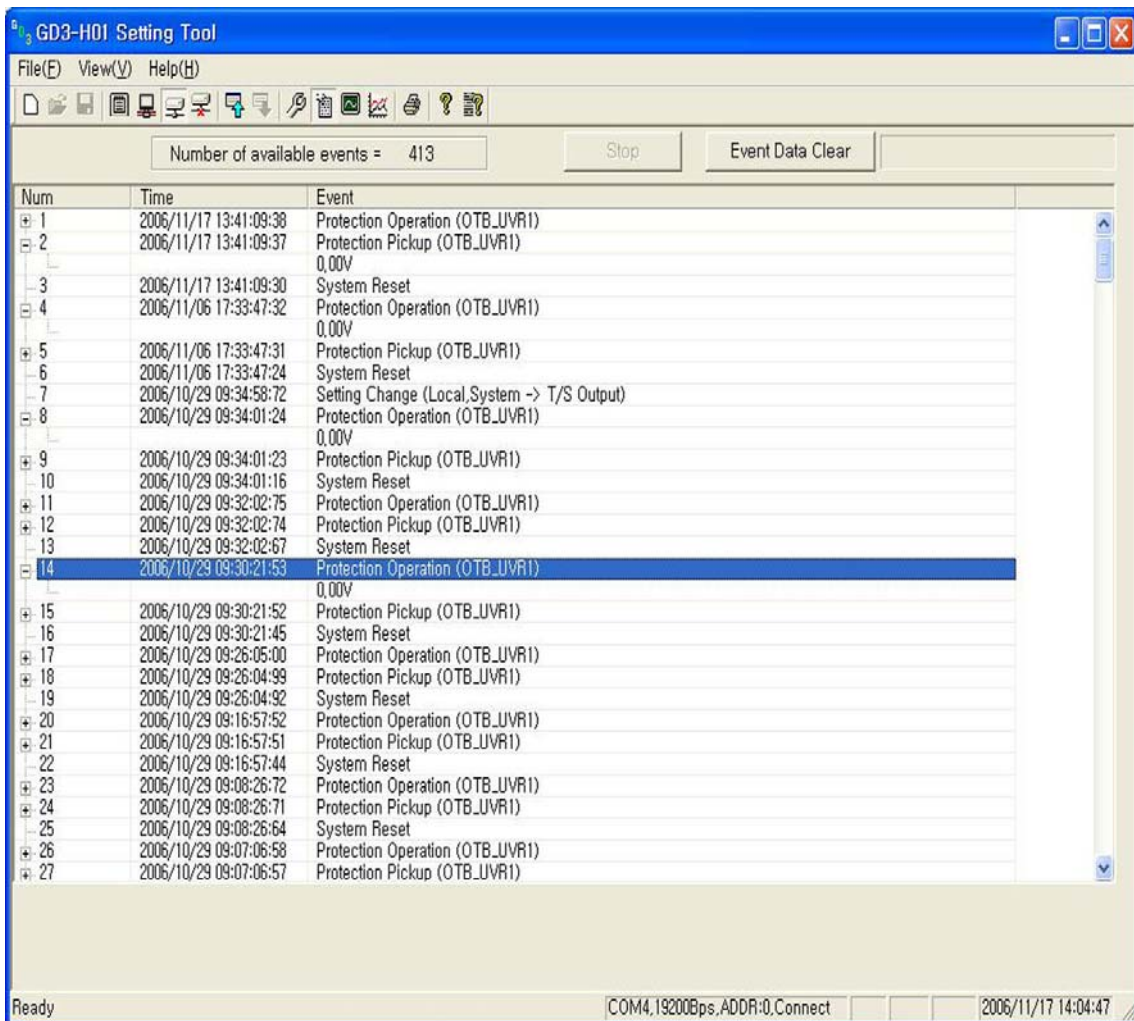 GD3-H01 Setting Tool
File(F) View(V) Help(H)
Number of available events = 413 Stop Event Data Clear
Num Time Event
1 2006/11/17 13:41:09:38 Protection Operation (OTB_UVR1)
2 2006/11/17 13:41:09:37 Protection Pickup (OTB_UVR1)
0,00V
3 2006/11/17 13:41:09:30 System Reset
4 2006/11/06 17:33:47:32 Protection Operation (OTB_UVR1)
0,00V
5 2006/11/06 17:33:47:31 Protection Pickup (OTB_UVR1)
6 2006/11/06 17:33:47:24 System Reset
7 2006/10/29 09:34:58:72 Setting Change (Local,System -> T/S Output)
8 2006/10/29 09:34:01:24 Protection Operation (OTB_UVR1)
0,00V
9 2006/10/29 09:34:01:23 Protection Pickup (OTB_UVR1)
10 2006/10/29 09:34:01:16 System Reset
11 2006/10/29 09:32:02:75 Protection Operation (OTB_UVR1)
12 2006/10/29 09:32:02:74 Protection Pickup (OTB_UVR1)
13 2006/10/29 09:32:02:67 System Reset
14 2006/10/29 09:30:21:53 Protection Operation (OTB_UVR1)
0,00V
15 2006/10/29 09:30:21:52 Protection Pickup (OTB_UVR1)
16 2006/10/29 09:30:21:45 System Reset
17 2006/10/29 09:26:05:00 Protection Operation (OTB_UVR1)
18 2006/10/29 09:26:04:99 Protection Pickup (OTB_UVR1)
19 2006/10/29 09:26:04:92 System Reset
20 2006/10/29 09:16:57:52 Protection Operation (OTB_UVR1)
21 2006/10/29 09:16:57:51 Protection Pickup (OTB_UVR1)
22 2006/10/29 09:16:57:44 System Reset
23 2006/10/29 09:08:26:72 Protection Operation (OTB_UVR1)
24 2006/10/29 09:08:26:71 Protection Pickup (OTB_UVR1)
25 2006/10/29 09:08:26:64 System Reset
26 2006/10/29 09:07:06:58 Protection Operation (OTB_UVR1)
27 2006/10/29 09:07:06:57 Protection Pickup (OTB_UVR1)
Ready COM4,19200Bps,ADDR:0,Connect 2006/11/17 14:04:47